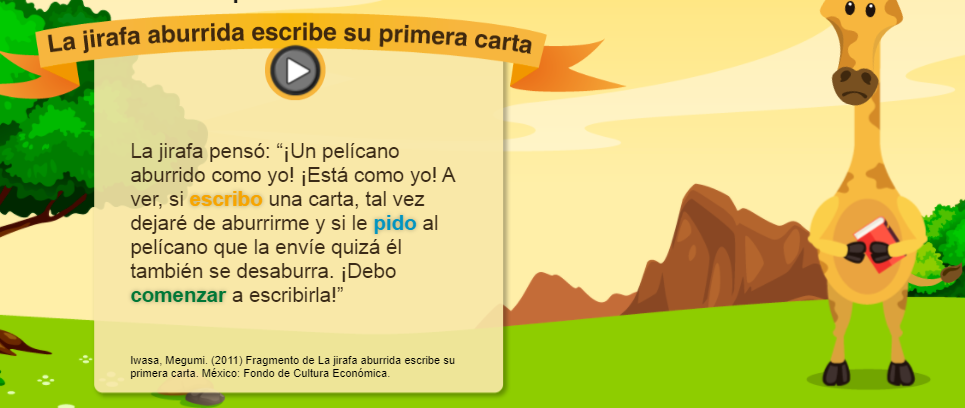 La jirafa aburrida escribe su primera carta
La jirafa pensó: “¡Un pelícano
aburrido como yo! ¡Está como yo! A
ver, si escribo una carta, tal vez
dejaré de aburrirme y si le pido al
pelícano que la envíe quizá él
también se desaburra. ¡Debo
comenzar a escribirla!”
Iwasa, Megumi. (2011) Fragmento de La jirafa aburrida escribe su
primera carta. México: Fondo de Cultura Económica.